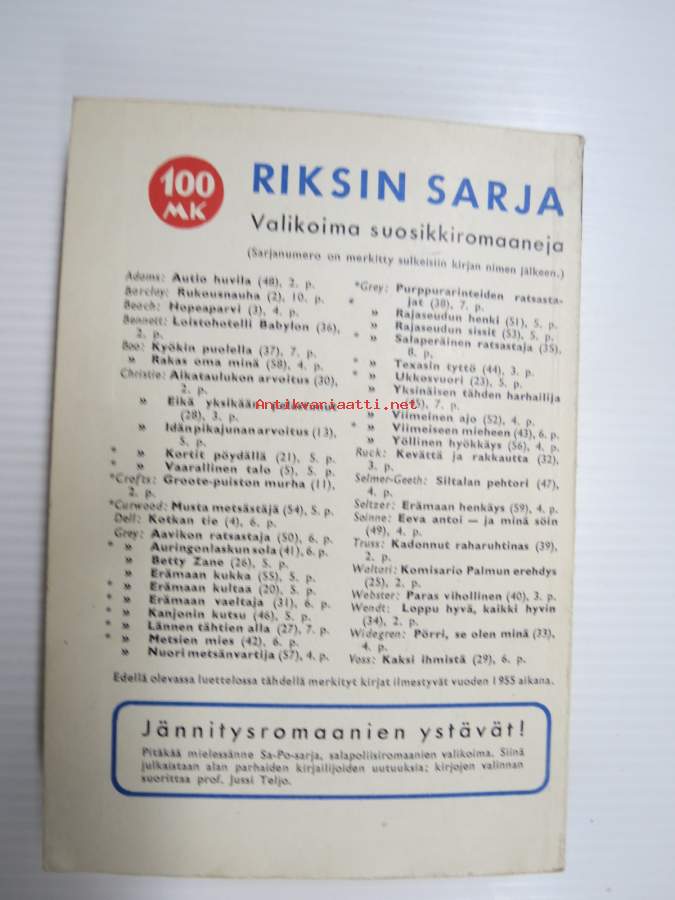 100
MK
RIKSIN SARJA
Valikoima suosikkiromaaneja
(Sarjanumero on merkitty sulkeisiin kirjan nimen jälkeen.)
Adams: Autio huvila (48), 2. p.
Barclay: Rukousnauha (2), 10. p.
Beach: Hopeaparvi (3), 4. p.
Bennett: Loistohotelli Babylon (36),
2. p.
Boo: Kyökin puolella (37), 7. p.
» Rakas oma minä (58), 4. p.
Christie: Aikataulukon arvoitus (30),
2. p.
» Eikä yksikään
(28), 3. p.
» Idän pikajunan arvoitus (13),
5. p.
* » Kortit pöydällä (21), 5. p.
* » Vaarallinen talo (5), 5. p.
*Crofts: Groote-puiston murha (11),
2. p.
*Curwood: Musta metsästäjä (54), 5. p.
Dell: Kotkan tie (4), 6. p.
Grey: Aavikon ratsastaja (50), 6. p.
* » Auringonlaskun sola (41), 6. p.
» Betty Zane (26), 5. p.
» Erämaan kukka (55), 5. p.
* » Erämaan kultaa (20), 5. p.
* » Erämaan vaeltaja (31), 6. p.
* » Kanjonin kutsu (46), 5. p.
* » Lännen tähtien alla (27), 7. p.
* » Metsien mies (42), 6. p.
» Nuori metsänvartija (57), 4. p.
*Grey: Purppurarinteiden ratsasta-
* jat (38), 7. p.
» Rajaseudun henki (51), 5. p.
» Rajaseudun sissit (53), 5. p.
* » Salaperäinen ratsastaja (35),
8. p.
* » Texasin tyttö (44), 3. p.
* » Ukkosvuori (23), 5. p.
» Yksinäisen tähden harhailija
7. p.
» Viimeinen ajo (52), 4. p.
* » Viimeiseen mieheen (43), 6. p.
» Yöllinen hyökkäys (56), 4. p.
Ruck: Kevättä ja rakkautta (32),
3. p.
Selmer-Geeth: Siltalan pehtori (47),
4. p.
Seltzer: Erämaan henkäys (59), 4. p.
Soinne: Eeva antoi — ja minä söin
(49), 4. p.
Truss: Kadonnut raharuhtinas (39),
2. p.
Waltari: Komisario Palmun erehdys
(25), 2. p.
Webster: Paras vihollinen (40), 3. p.
Wendt: Loppu hyvä, kaikki hyvin
(34), 2. p.
Widegren: Pörri, se olen minä (33),
4. p.
Voss: Kaksi ihmistä (29), 6. p.
Antikvariaatti.net
Edellä olevassa luettelossa tähdellä merkityt kirjat ilmestyvät vuoden 1955 aikana.
Jännitysromaanien ystävät!
Pitäkää mielessänne Sa-Po-sarja, salapoliisiromaanien valikoima. Siinä
julkaistaan alan parhaiden kirjailijoiden uutuuksia; kirjojen valinnan
suorittaa prof. Jussi Teljo.